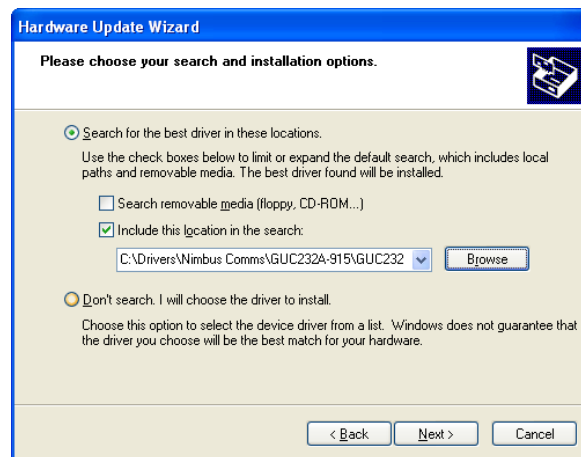 Hardware Update Wizard
Please choose your search and installation options.
Search for the best driver in these locations.
Use the check boxes below to limit or expand the default search, which includes local
paths and removable media. The best driver found will be installed.
Search removable media (floppy, CD-ROM...)
Include this location in the search:
C:\Drivers\Nimbus Comms\GUC232A-915\GUC232
Browse
Don't search. I will choose the driver to install.
Choose this option to select the device driver from a list. Windows does not guarantee that
the driver you choose will be the best match for your hardware.
< Back
Next >
Cancel